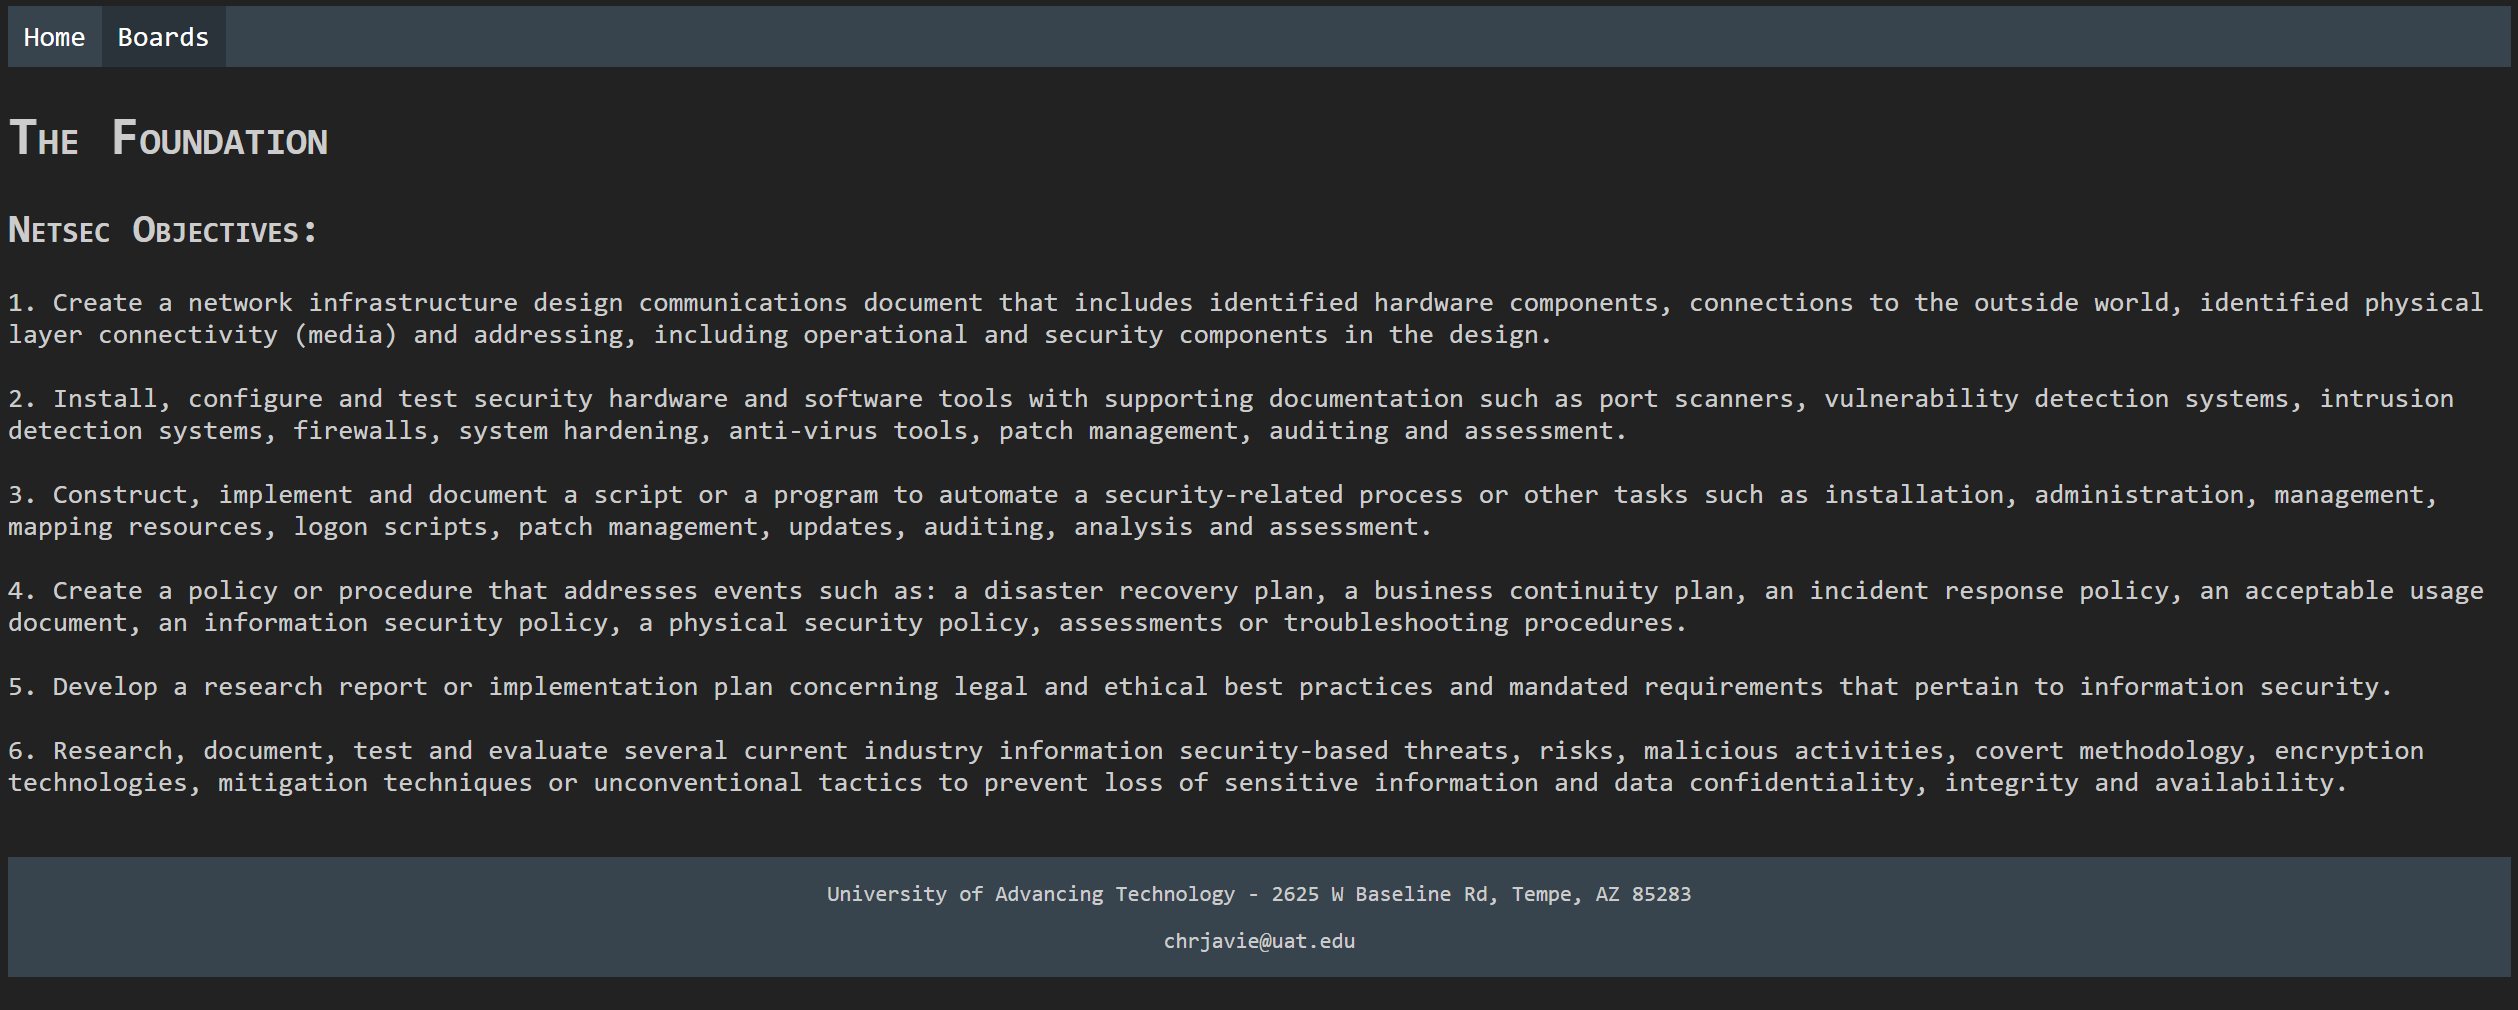 Home Boards
The Foundation
Netsec Objectives:
1. Create a network infrastructure design communications document that includes identified hardware components, connections to the outside world, identified physical
layer connectivity (media) and addressing, including operational and security components in the design.
2. Install, configure and test security hardware and software tools with supporting documentation such as port scanners, vulnerability detection systems, intrusion
detection systems, firewalls, system hardening, anti-virus tools, patch management, auditing and assessment.
3. Construct, implement and document a script or a program to automate a security-related process or other tasks such as installation, administration, management,
mapping resources, logon scripts, patch management, updates, auditing, analysis and assessment.
4. Create a policy or procedure that addresses events such as: a disaster recovery plan, a business continuity plan, an incident response policy, an acceptable usage
document, an information security policy, a physical security policy, assessments or troubleshooting procedures.
5. Develop a research report or implementation plan concerning legal and ethical best practices and mandated requirements that pertain to information security.
6. Research, document, test and evaluate several current industry information security-based threats, risks, malicious activities, covert methodology, encryption
technologies, mitigation techniques or unconventional tactics to prevent loss of sensitive information and data confidentiality, integrity and availability.
University of Advancing Technology - 2625 W Baseline Rd, Tempe, AZ 85283
chrjavie@uat.edu